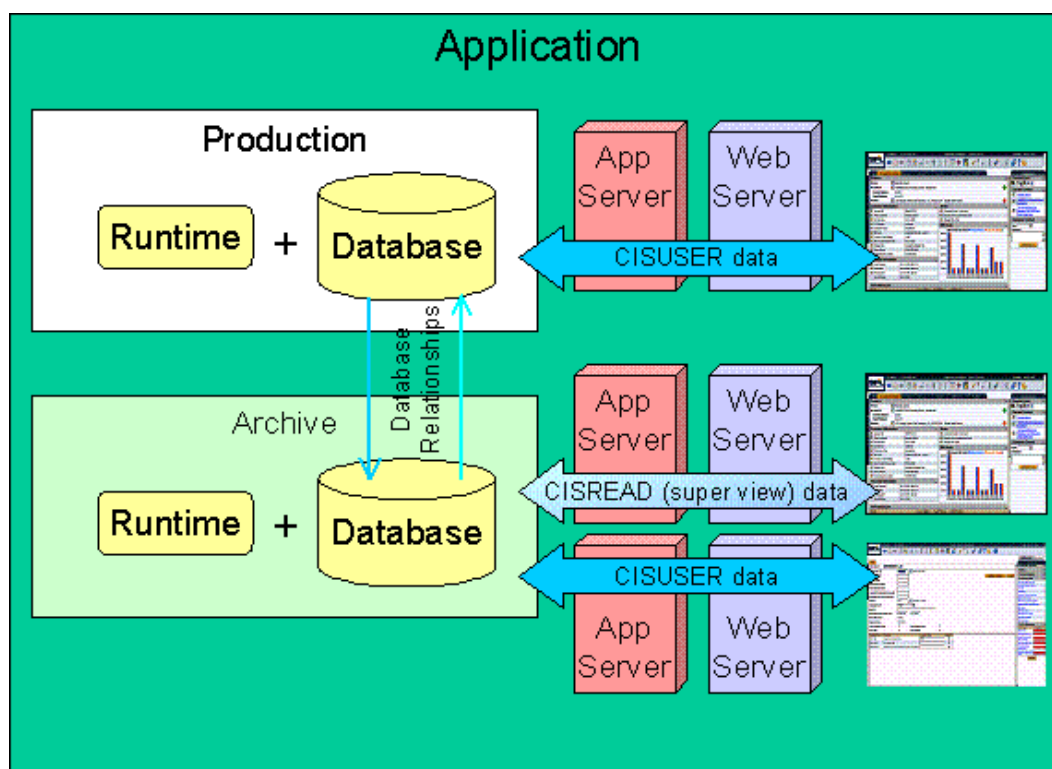 Application
Production
Runtime
+
Database
App
Server
Web
Server
CISUSER data
Database
Relationships
Archive
Runtime
+
Database
App
Server
Web
Server
CISREAD (super view) data
CISUSER data
App
Server
Web
Server